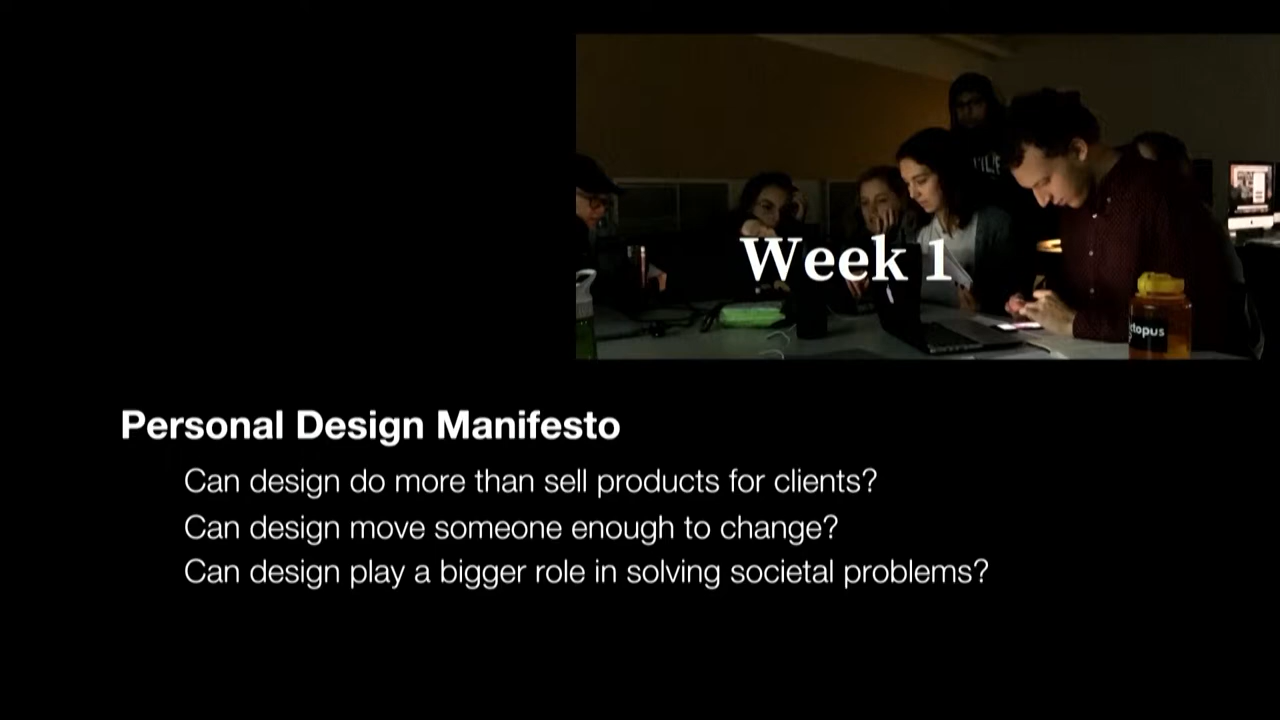 Week 1
ctopus
Personal Design Manifesto
Can design do more than sell products for clients?
Can design move someone enough to change?
Can design play a bigger role in solving societal problems?